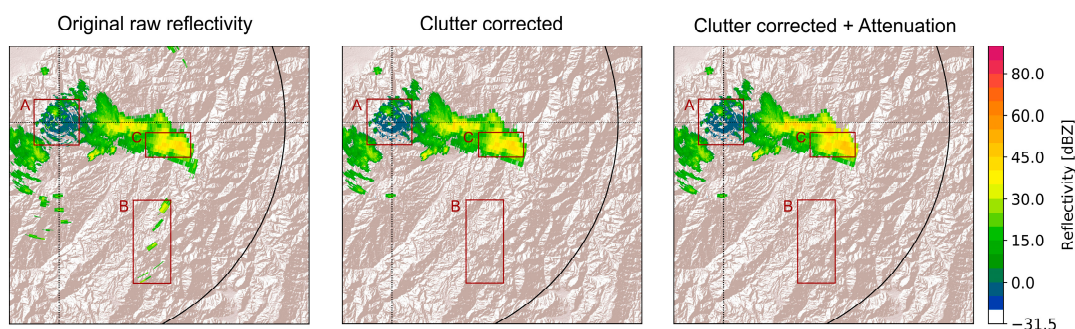 Original raw reflectivity
Clutter corrected
Clutter corrected + Attenuation
A
C
B
A
C
B
A
C
B
80.0
60.0
45.0
30.0
15.0
0.0
−31.5
Reflectivity [dBZ]